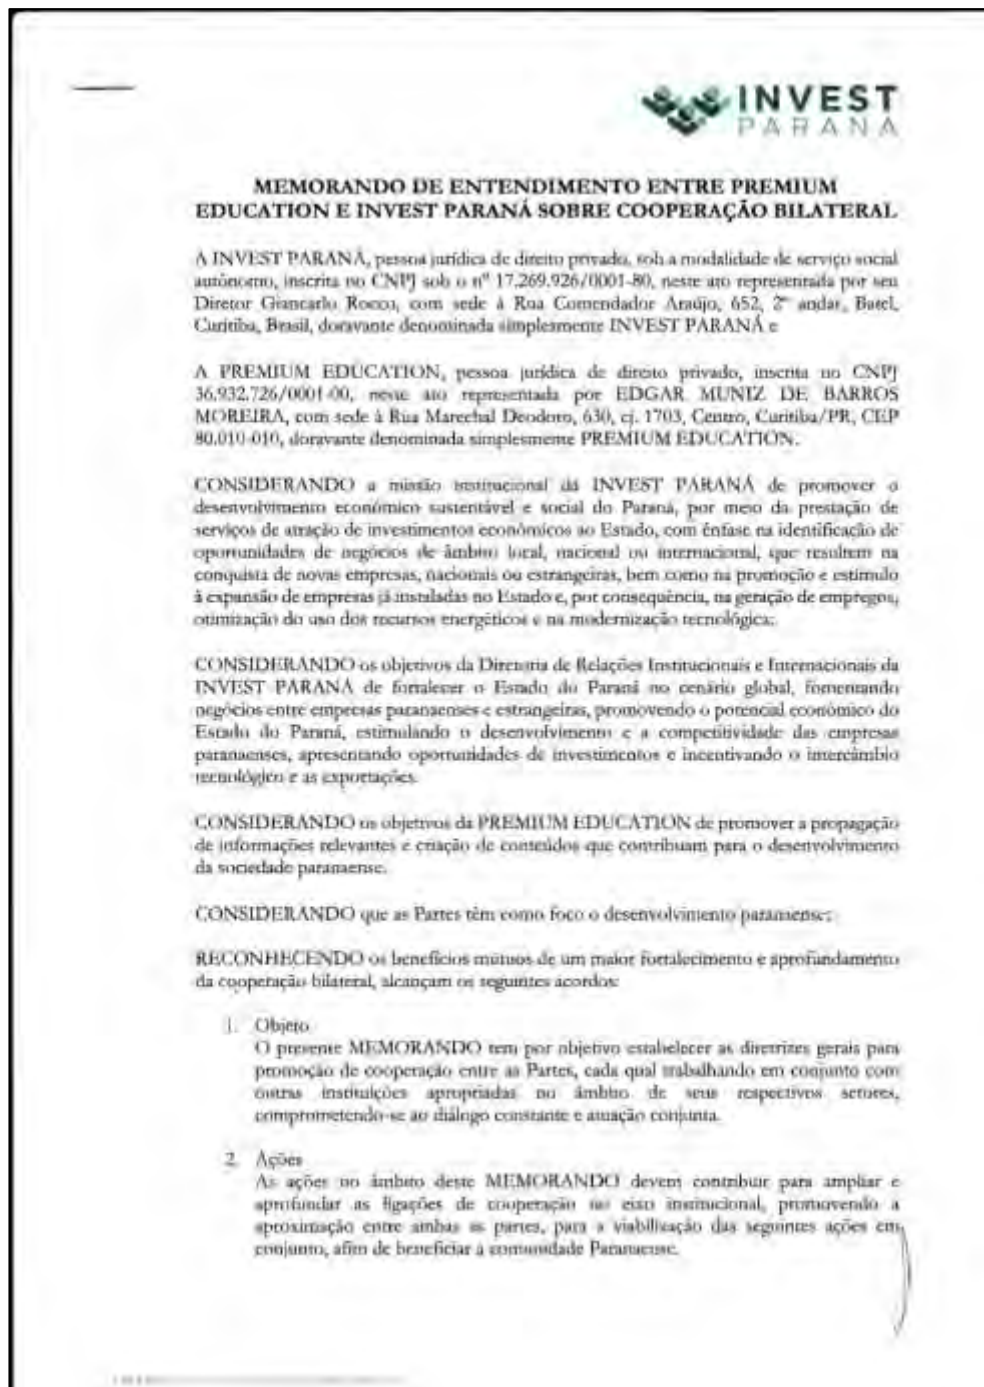 INVEST
PARANÁ
MEMORANDO DE ENTENDIMENTO ENTRE PREMIUM
EDUCATION E INVEST PARANÁ SOBRE COOPERAÇÃO BILATERAL
A INVEST PARANÁ, pessoa jurídica de direito privado, sob a modalidade de serviço social
autônomo, inscrita no CNPJ sob o nº 17.269.926/0001-80, neste ato representada por seu
Diretor Giancarlo Rocco, com sede à Rua Comendador Araújo, 652, 2º andar, Batel,
Curitiba, Brasil, doravante denominada simplesmente INVEST PARANÁ e
A PREMIUM EDUCATION, pessoa jurídica de direito privado, inscrita no CNPJ
36.932.726/0001-00, neste ato representada por EDGAR MUNIZ DE BARROS
MOREIRA, com sede à Rua Marechal Deodoro, 630, cj. 1703, Centro, Curitiba/PR, CEP
80.010-010, doravante denominada simplesmente PREMIUM EDUCATION.
CONSIDERANDO a missão institucional da INVEST PARANÁ de promover o
desenvolvimento econômico sustentável e social do Paraná, por meio da prestação de
serviços de atração de investimentos econômicos ao Estado, com ênfase na identificação de
oportunidades de negócios de âmbito local, nacional ou internacional, que resultem na
conquista de novas empresas, nacionais ou estrangeiras, bem como na promoção e estímulo
à expansão de empresas já instaladas no Estado e, por consequência, na geração de empregos,
otimização do uso dos recursos energéticos e na modernização tecnológica;
CONSIDERANDO os objetivos da Diretoria de Relações Institucionais e Internacionais da
INVEST PARANÁ de fortalecer o Estado do Paraná no cenário global, fomentando
negócios entre empresas paranaenses e estrangeiras, promovendo o potencial econômico do
Estado do Paraná, estimulando o desenvolvimento e a competitividade das empresas
paranaenses, apresentando oportunidades de investimentos e incentivando o intercâmbio
tecnológico e as exportações.
CONSIDERANDO os objetivos da PREMIUM EDUCATION de promover a propagação
de informações relevantes e criação de conteúdos que contribuam para o desenvolvimento
da sociedade paranaense.
CONSIDERANDO que as Partes têm como foco o desenvolvimento paranaense;
RECONHECENDO os benefícios mútuos de um maior fortalecimento e aprofundamento
da cooperação bilateral, alcançam os seguintes acordos:
1. Objeto
O presente MEMORANDO tem por objetivo estabelecer as diretrizes gerais para
promoção de cooperação entre as Partes, cada qual trabalhando em conjunto com
outras instituições apropriadas no âmbito de seus respectivos setores,
comprometendo-se ao diálogo constante e atuação conjunta.
2. Ações
As ações no âmbito deste MEMORANDO devem contribuir para ampliar e
aprofundar as ligações de cooperação no eixo institucional, promovendo a
aproximação entre ambas as partes, para a viabilização das seguintes ações em
conjunto, afim de beneficiar a comunidade Paranaense.